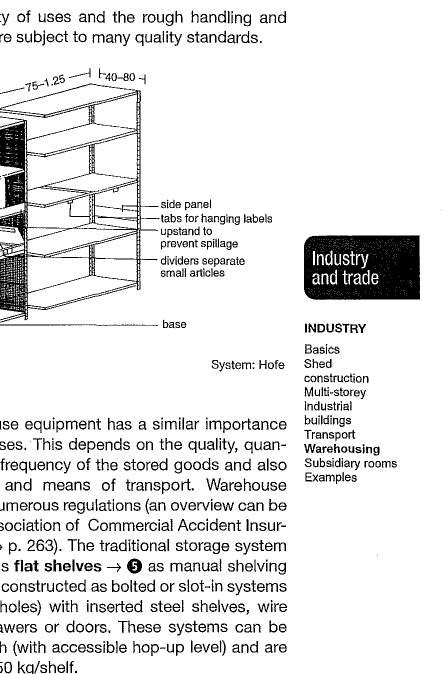 ty of uses and the rough handling and
re subject to many quality standards.
75–1.25
40–80
side panel
tabs for hanging labels
upstand to
prevent spillage
dividers separate
small articles
base
System: Hofe
Industry
and trade
INDUSTRY
Basics
Shed
construction
Multi-storey
industrial
buildings
Transport
Warehousing
Subsidiary rooms
Examples
use equipment has a similar importance
ses. This depends on the quality, quan-
frequency of the stored goods and also
and means of transport. Warehouse
umerous regulations (an overview can be
sociation of Commercial Accident Insur-
p. 263). The traditional storage system
s flat shelves → ❺ as manual shelving
constructed as bolted or slot-in systems
holes) with inserted steel shelves, wire
awers or doors. These systems can be
h (with accessible hop-up level) and are
50 kg/shelf.